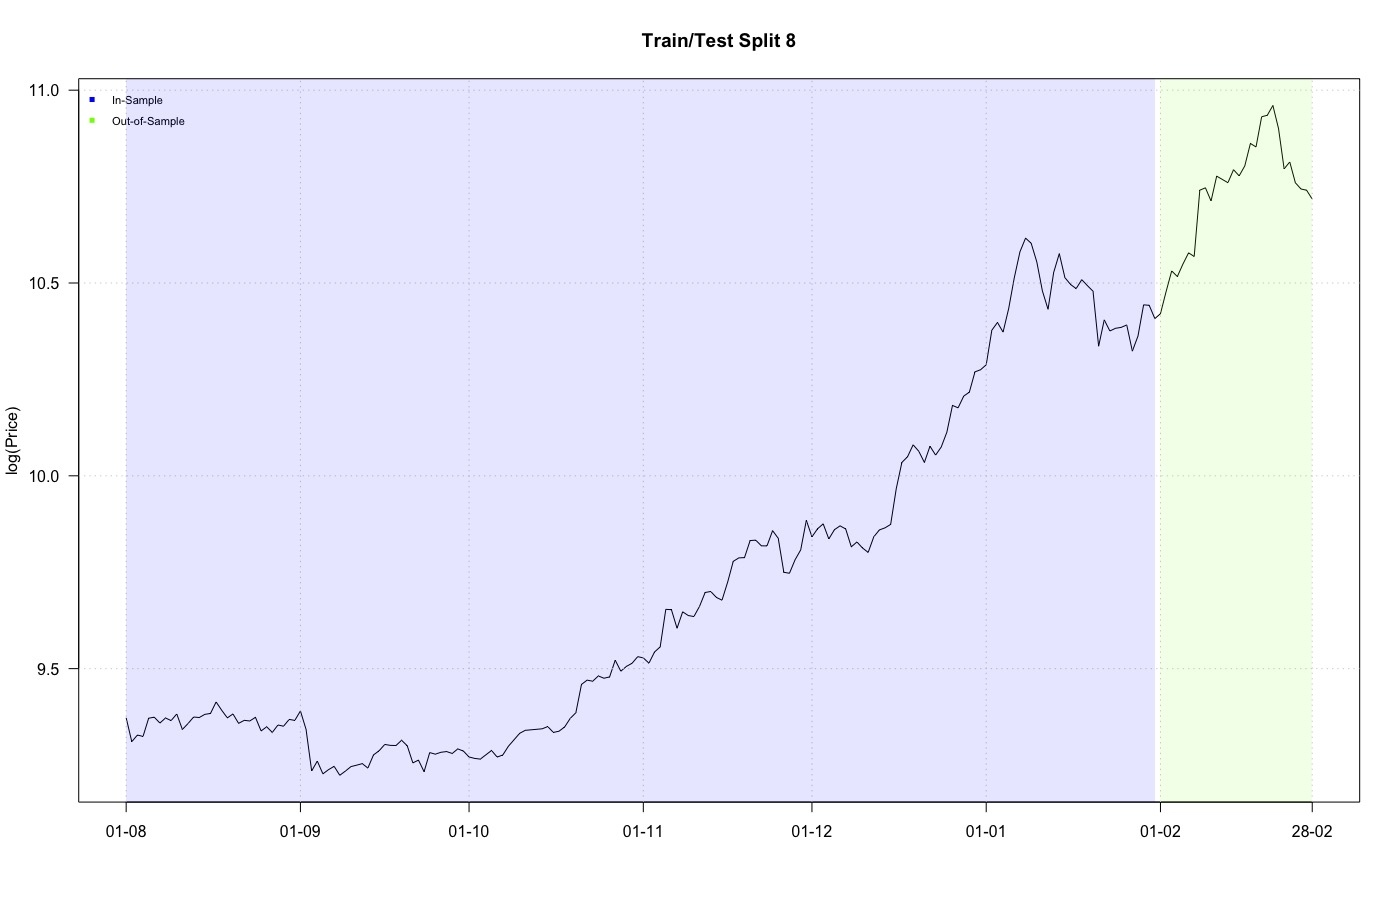 Train/Test Split 8
11.0
In-Sample
Out-of-Sample
10.5
log(Price)
10.0
9.5
01-08 01-09 01-10 01-11 01-12 01-01 01-02 28-02